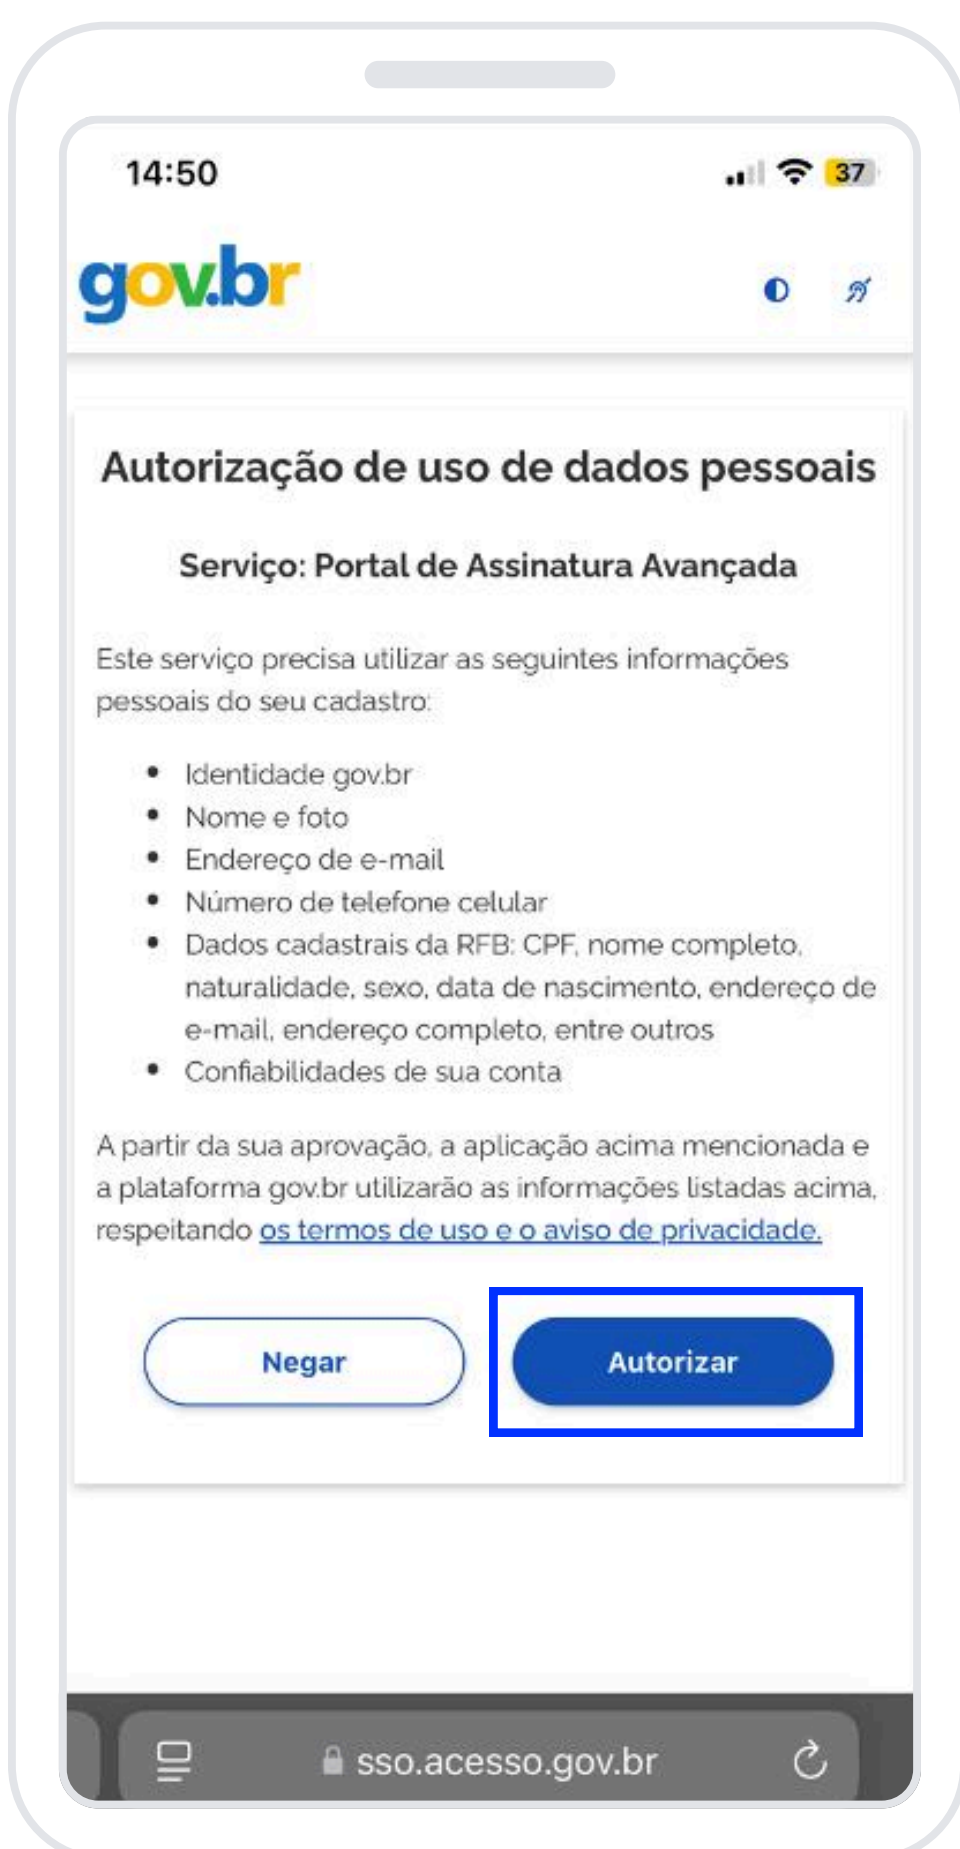 14:50
37
gov.br
Autorização de uso de dados pessoais
Serviço: Portal de Assinatura Avançada
Este serviço precisa utilizar as seguintes informações
pessoais do seu cadastro:
• Identidade gov.br
• Nome e foto
• Endereço de e-mail
• Número de telefone celular
• Dados cadastrais da RFB: CPF, nome completo,
naturalidade, sexo, data de nascimento, endereço de
e-mail, endereço completo, entre outros
• Confiabilidades de sua conta
A partir da sua aprovação, a aplicação acima mencionada e
a plataforma gov.br utilizarão as informações listadas acima,
respeitando os termos de uso e o aviso de privacidade.
Negar
Autorizar
sso.acesso.gov.br